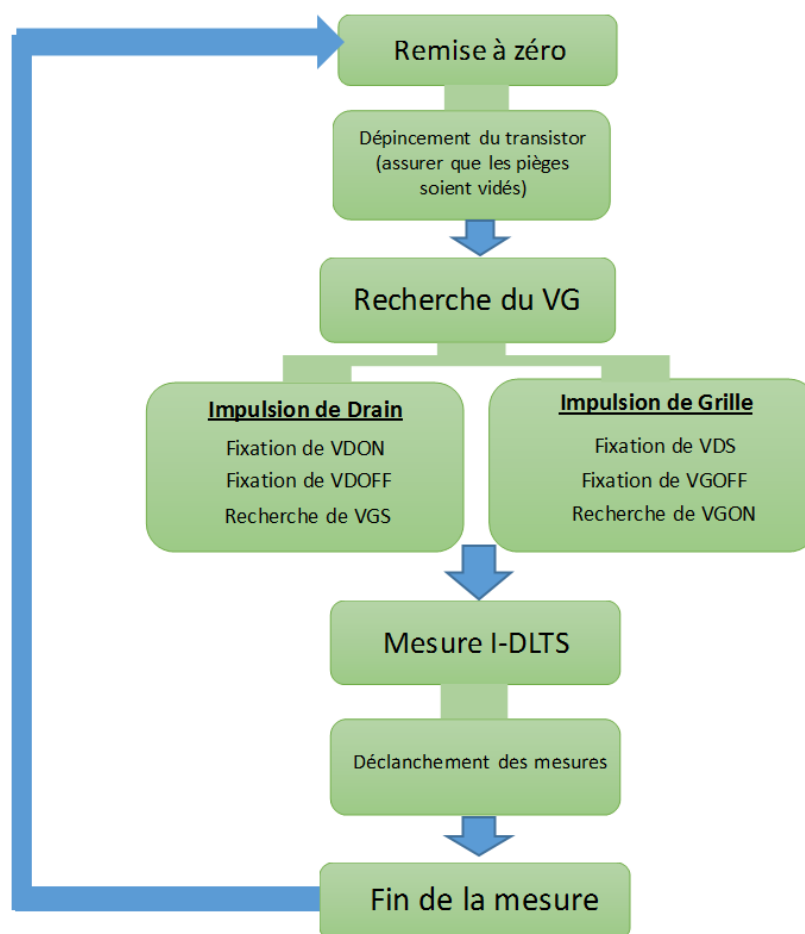 Remise à zéro
Dépincement du transistor
(assurer que les pièges
soient vidés)
Recherche du VG
Impulsion de Drain
Fixation de VDON
Fixation de VDOFF
Recherche de VGS
Impulsion de Grille
Fixation de VDS
Fixation de VGOFF
Recherche de VGON
Mesure I-DLTS
Déclanchement des mesures
Fin de la mesure